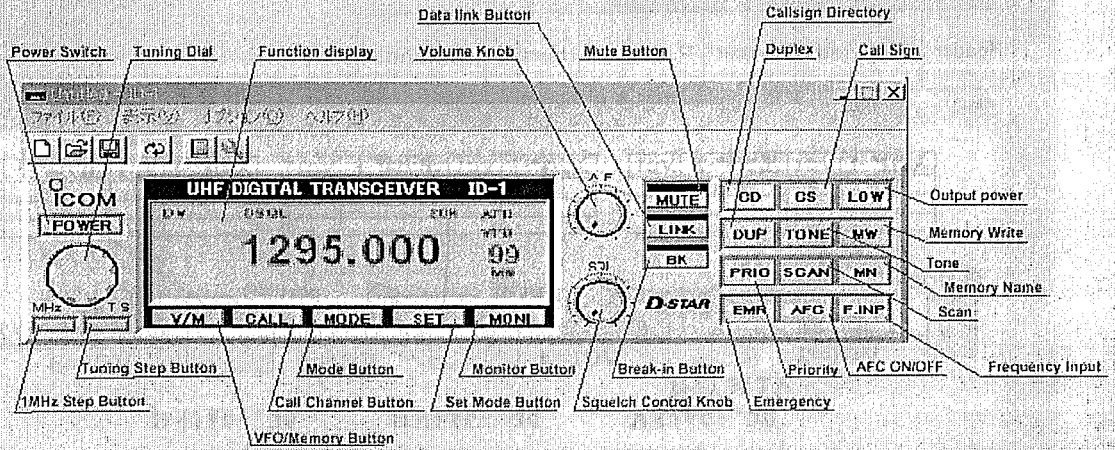 Data link Button
Callsign Directory
Power Switch
Tuning Dial
Function display
Volume Knob
Mute Button
Duplex
Call Sign
ICOM
POWER
MHz
TS
UHF DIGITAL TRANSCEIVER ID-1
DV
DSQL
DUP
1295.000
99
V/M
CALL
MODE
SET
MONI
AF
SQL
MUTE
LINK
BK
D-STAR
CD
CS
LOW
DUP
TONE
MW
PRIO
SCAN
MN
EMR
AFC
F.INP
Output power
Memory Write
Tone
Memory Name
Scan
Tuning Step Button
Mode Button
Monitor Button
Break-in Button
Priority
AFC ON/OFF
Frequency Input
1MHz Step Button
Call Channel Button
Set Mode Button
Squelch Control Knob
Emergency
VFO/Memory Button